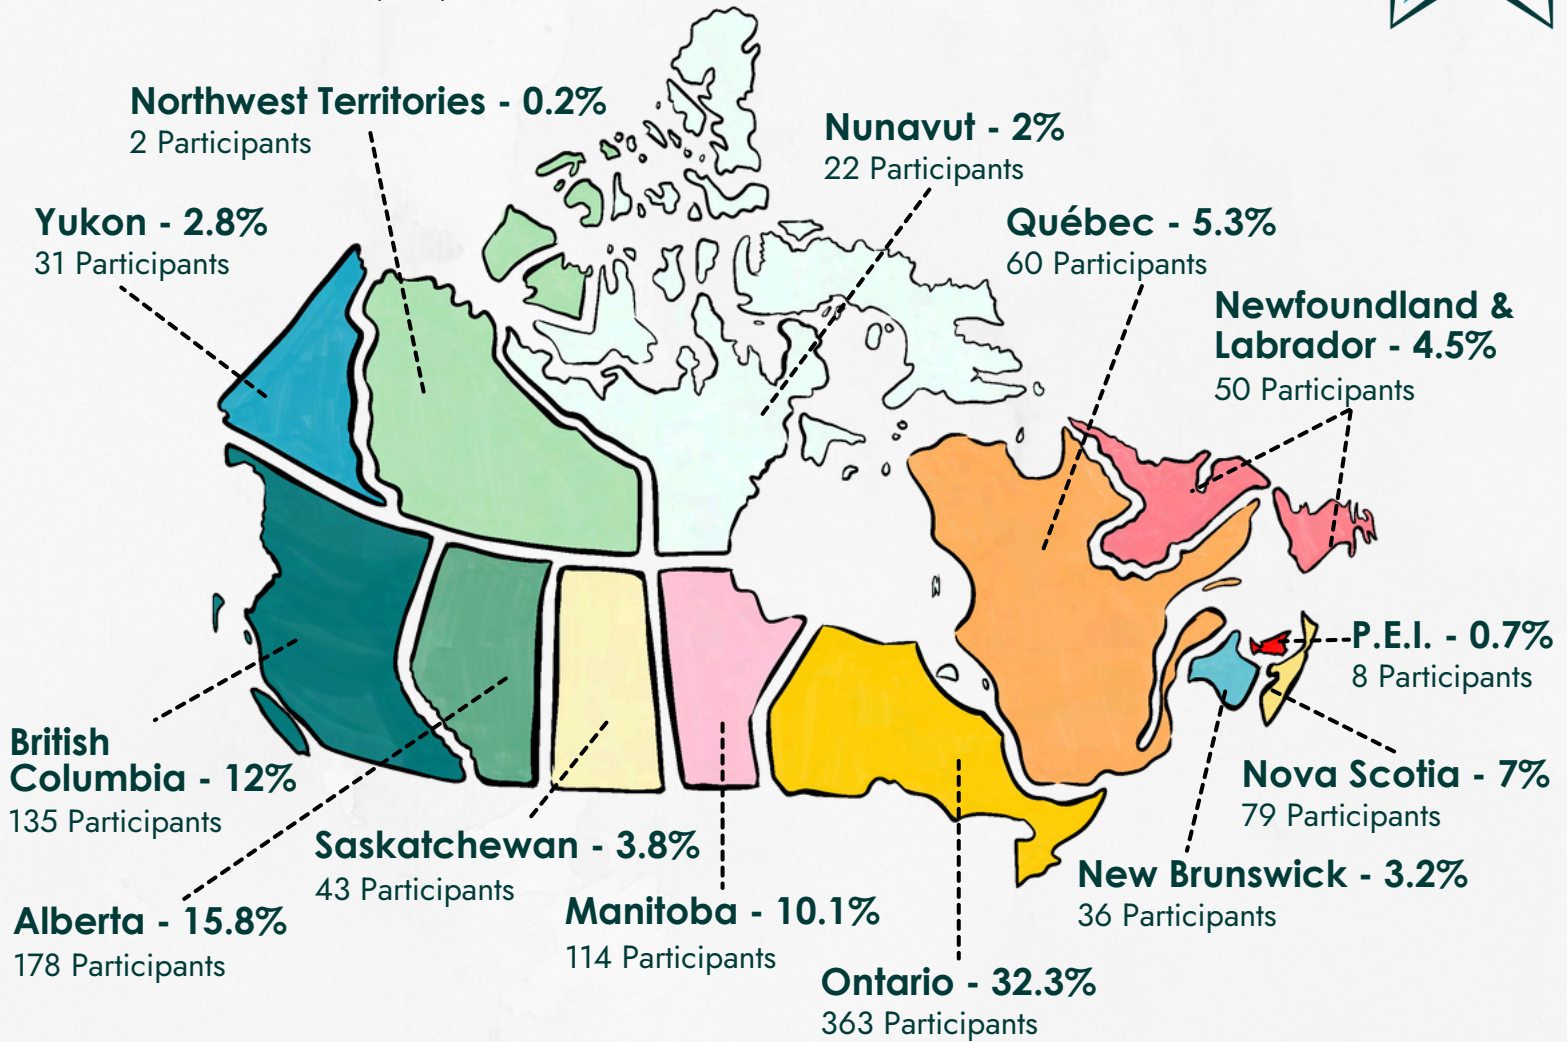 Northwest Territories - 0.2%
2 Participants
Nunavut - 2%
22 Participants
Yukon - 2.8%
31 Participants
Québec - 5.3%
60 Participants
Newfoundland &
Labrador - 4.5%
50 Participants
P.E.I. - 0.7%
8 Participants
British
Columbia - 12%
135 Participants
Nova Scotia - 7%
79 Participants
Saskatchewan - 3.8%
43 Participants
New Brunswick - 3.2%
36 Participants
Alberta - 15.8%
178 Participants
Manitoba - 10.1%
114 Participants
Ontario - 32.3%
363 Participants